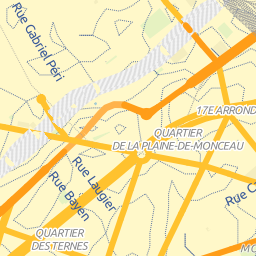 Rue Gabriel Péri
17E ARROND
QUARTIER
DE LA PLAINE-DE-MONCEAU
Rue Laugier
Rue Bayen
Rue C
QUARTIER
DES TERNES
MO